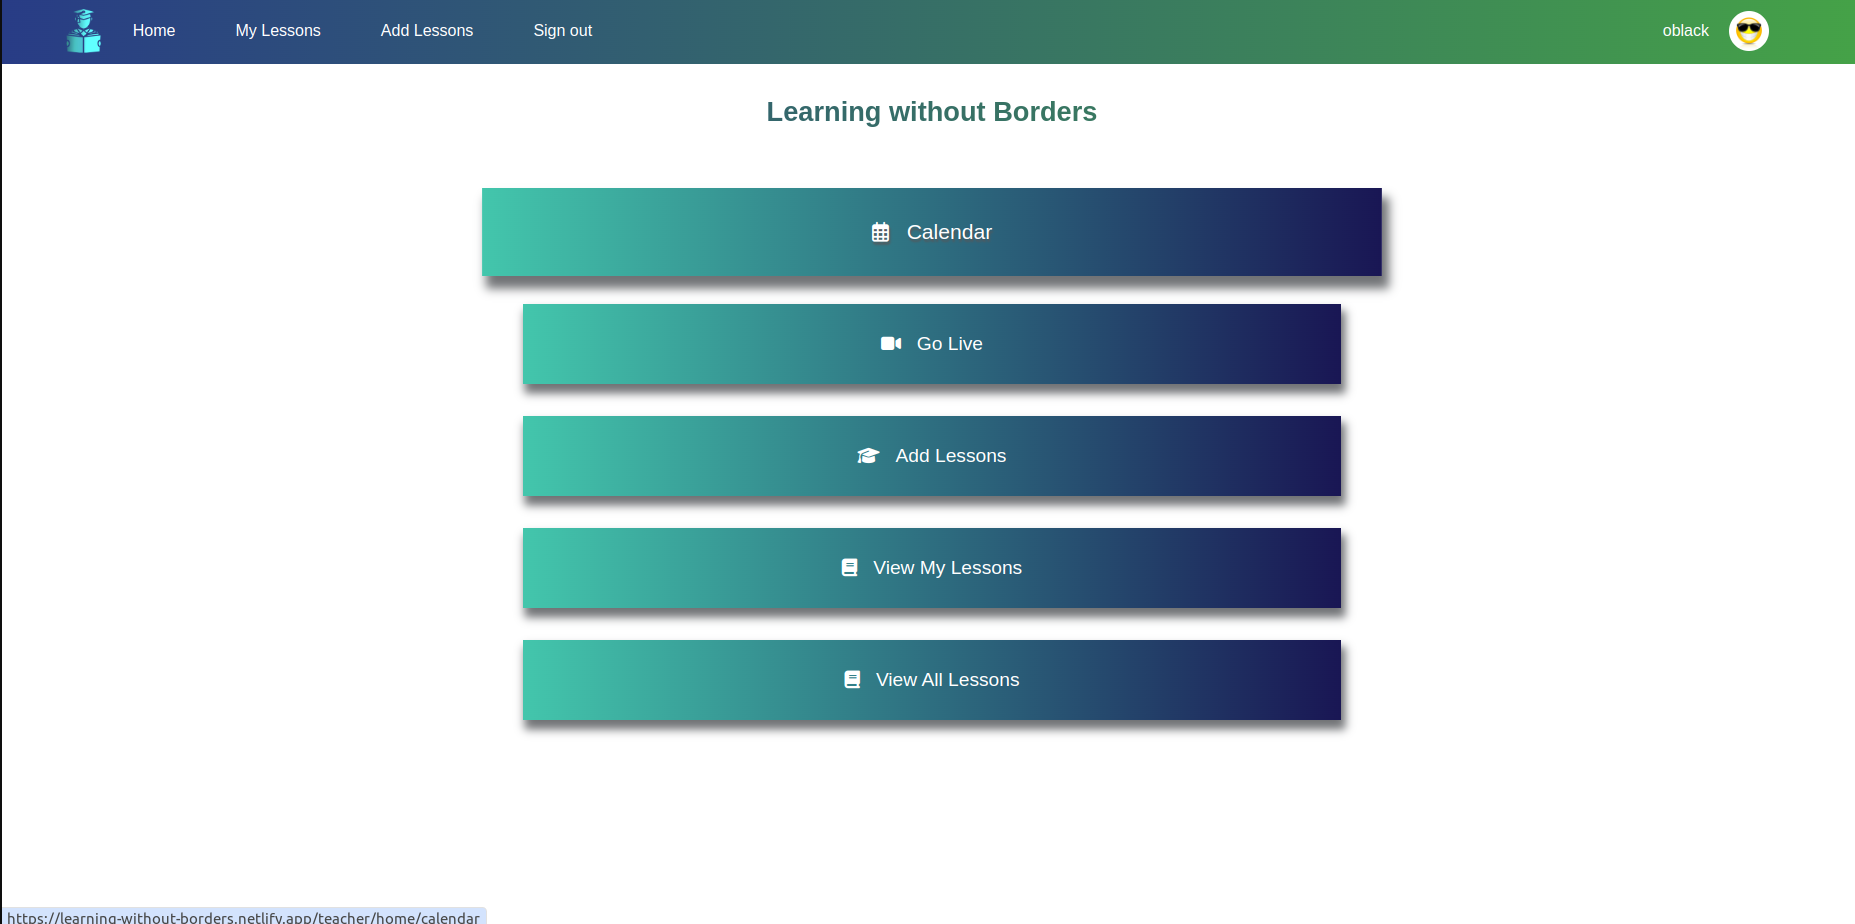 Home My Lessons Add Lessons Sign out oblack
Learning without Borders
Calendar
Go Live
Add Lessons
View My Lessons
View All Lessons
https://learning-without-borders.netlify.app/teacher/home/calendar